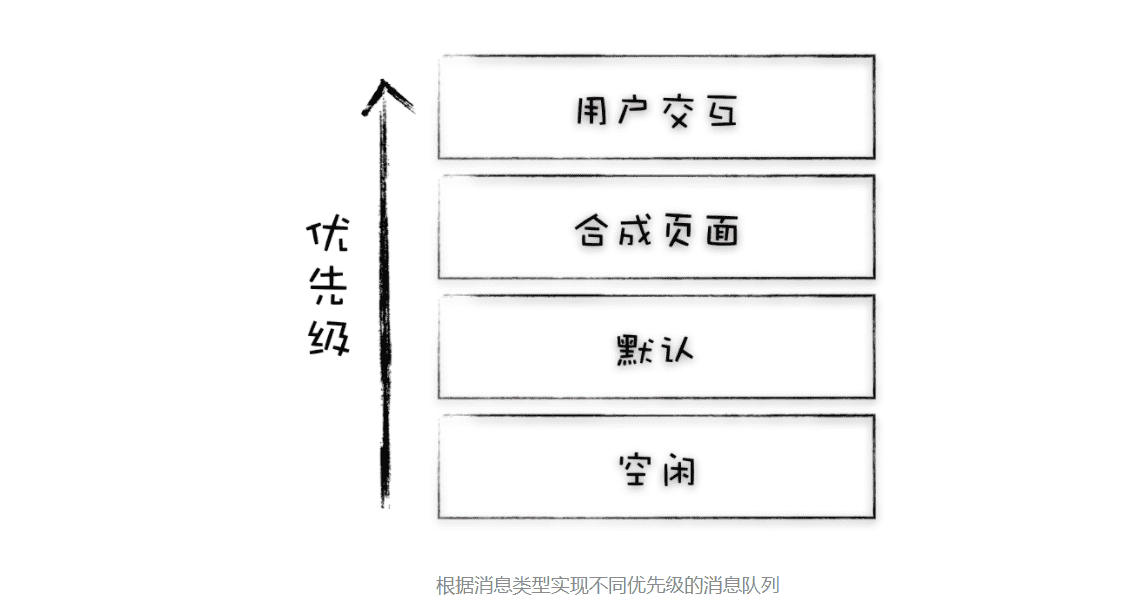 用户交互
合成页面
优先级
默认
空闲
根据消息类型实现不同优先级的消息队列